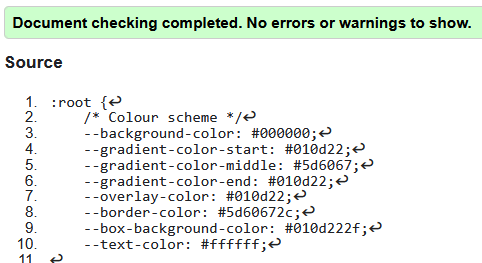 Document checking completed. No errors or warnings to show.
Source
1. :root {↩
2. /* Colour scheme */↩
3. --background-color: #000000;↩
4. --gradient-color-start: #010d22;↩
5. --gradient-color-middle: #5d6067;↩
6. --gradient-color-end: #010d22;↩
7. --overlay-color: #010d22;↩
8. --border-color: #5d60672c;↩
9. --box-background-color: #010d222f;↩
10. --text-color: #ffffff;↩
11. ↩